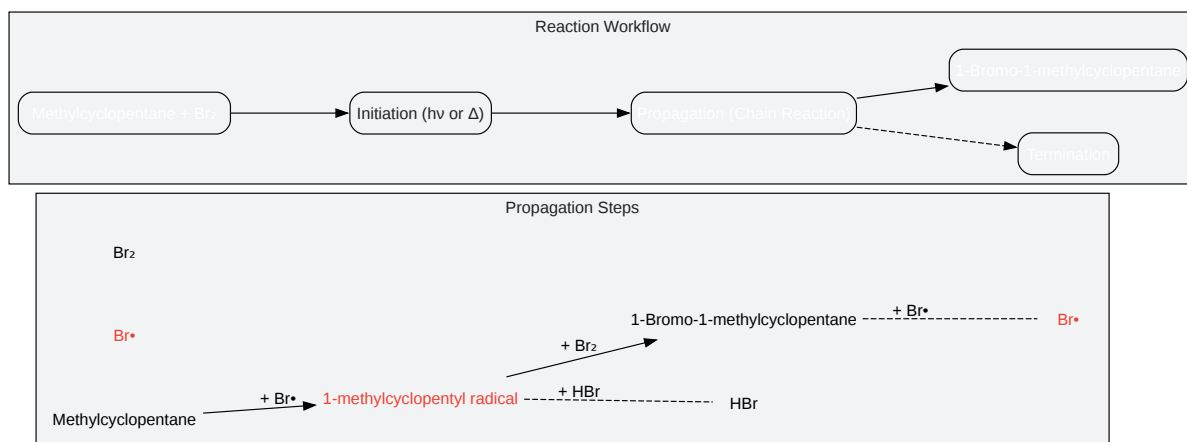 Reaction Workflow
1-Bromo-1-methylcyclopentane
Methylcyclopentane + Br₂
Initiation (hν or Δ)
Propagation (Chain Reaction)
Termination
Propagation Steps
Br₂
Br•
Methylcyclopentane
+ Br•
1-methylcyclopentyl radical
+ Br₂
+ HBr
HBr
1-Bromo-1-methylcyclopentane
+ Br•
Br•